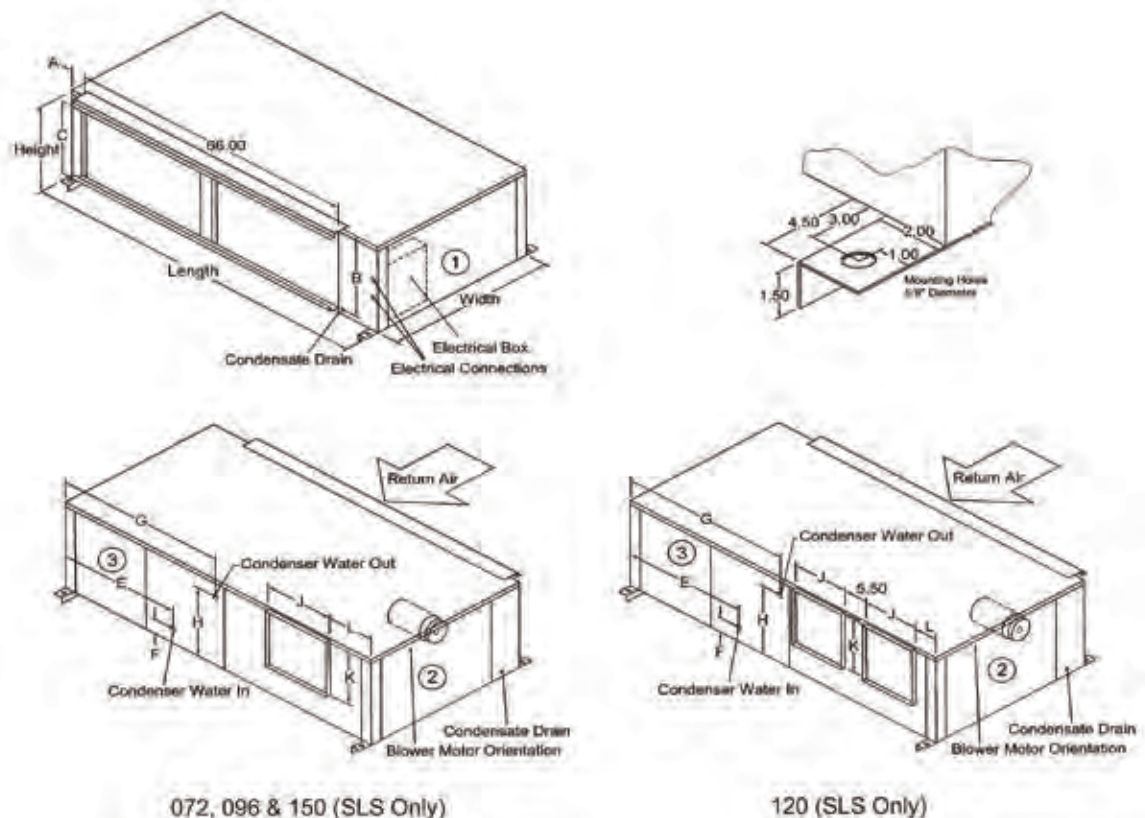 A
66.00
C
Height
Length
B
1
Width
Electrical Box
Condensate Drain
Electrical Connections
4.50
3.00
2.00
1.00
1.50
Mounting Holes
5/8" Diameter
Return Air
G
3
Condenser Water Out
E
J
L
L
H
F
K
2
Condenser Water In
Condensate Drain
Blower Motor Orientation
072, 096 & 150 (SLS Only)
Return Air
G
3
Condenser Water Out
E
J
5.50
J
L
L
H
K
F
2
Condenser Water In
Condensate Drain
Blower Motor Orientation
120 (SLS Only)